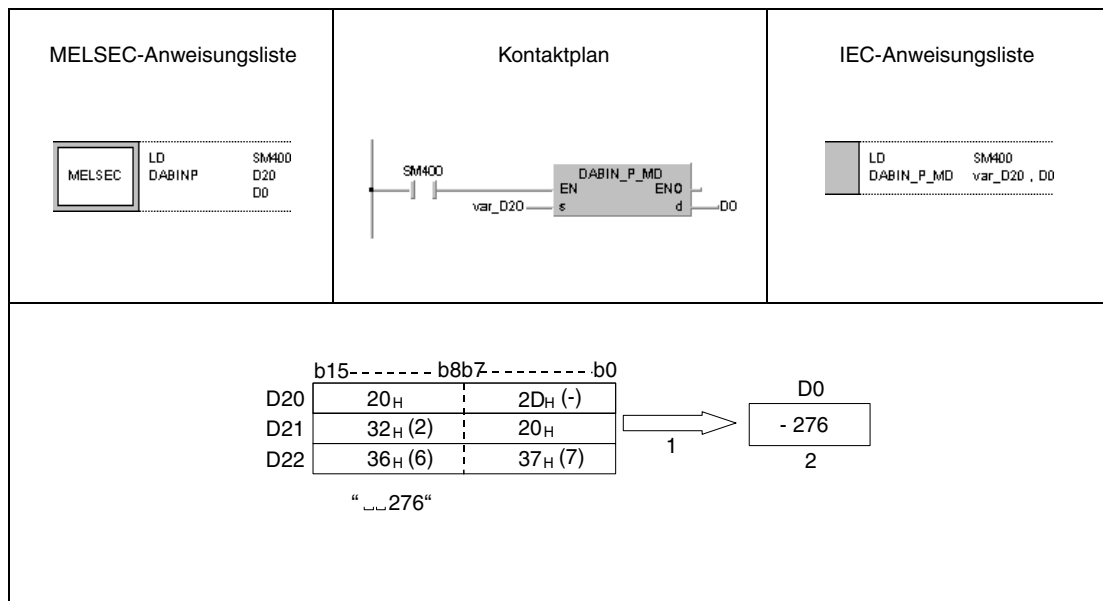 MELSEC-Anweisungsliste
MELSEC
LD SM400
DABINP D20
D0
Kontaktplan
SM400
DABIN_P_MD
EN ENO
var_D20 s d D0
IEC-Anweisungsliste
LD SM400
DABIN_P_MD var_D20 , D0
b15 b8b7 b0
D20 20H 2DH (-)
D21 32H (2) 20H
D22 36H (6) 37H (7)
“ ␣␣276“
1
D0
- 276
2